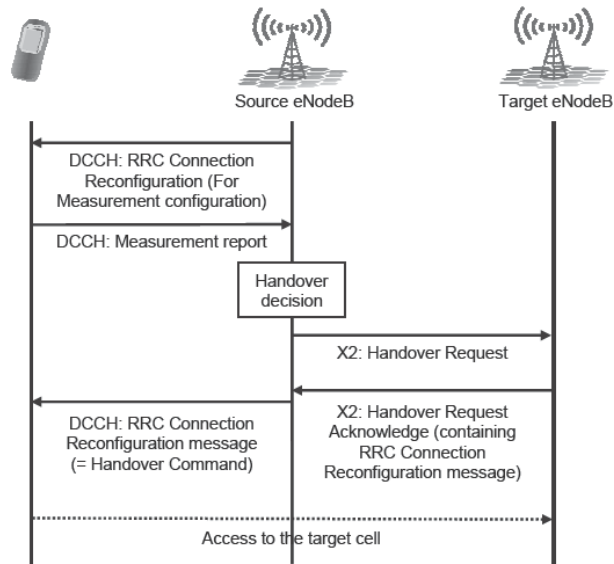 Source eNodeB
Target eNodeB
DCCH: RRC Connection
Reconfiguration (For
Measurement configuration)
DCCH: Measurement report
Handover
decision
X2: Handover Request
DCCH: RRC Connection
Reconfiguration message
(= Handover Command)
X2: Handover Request
Acknowledge (containing
RRC Connection
Reconfiguration message)
Access to the target cell